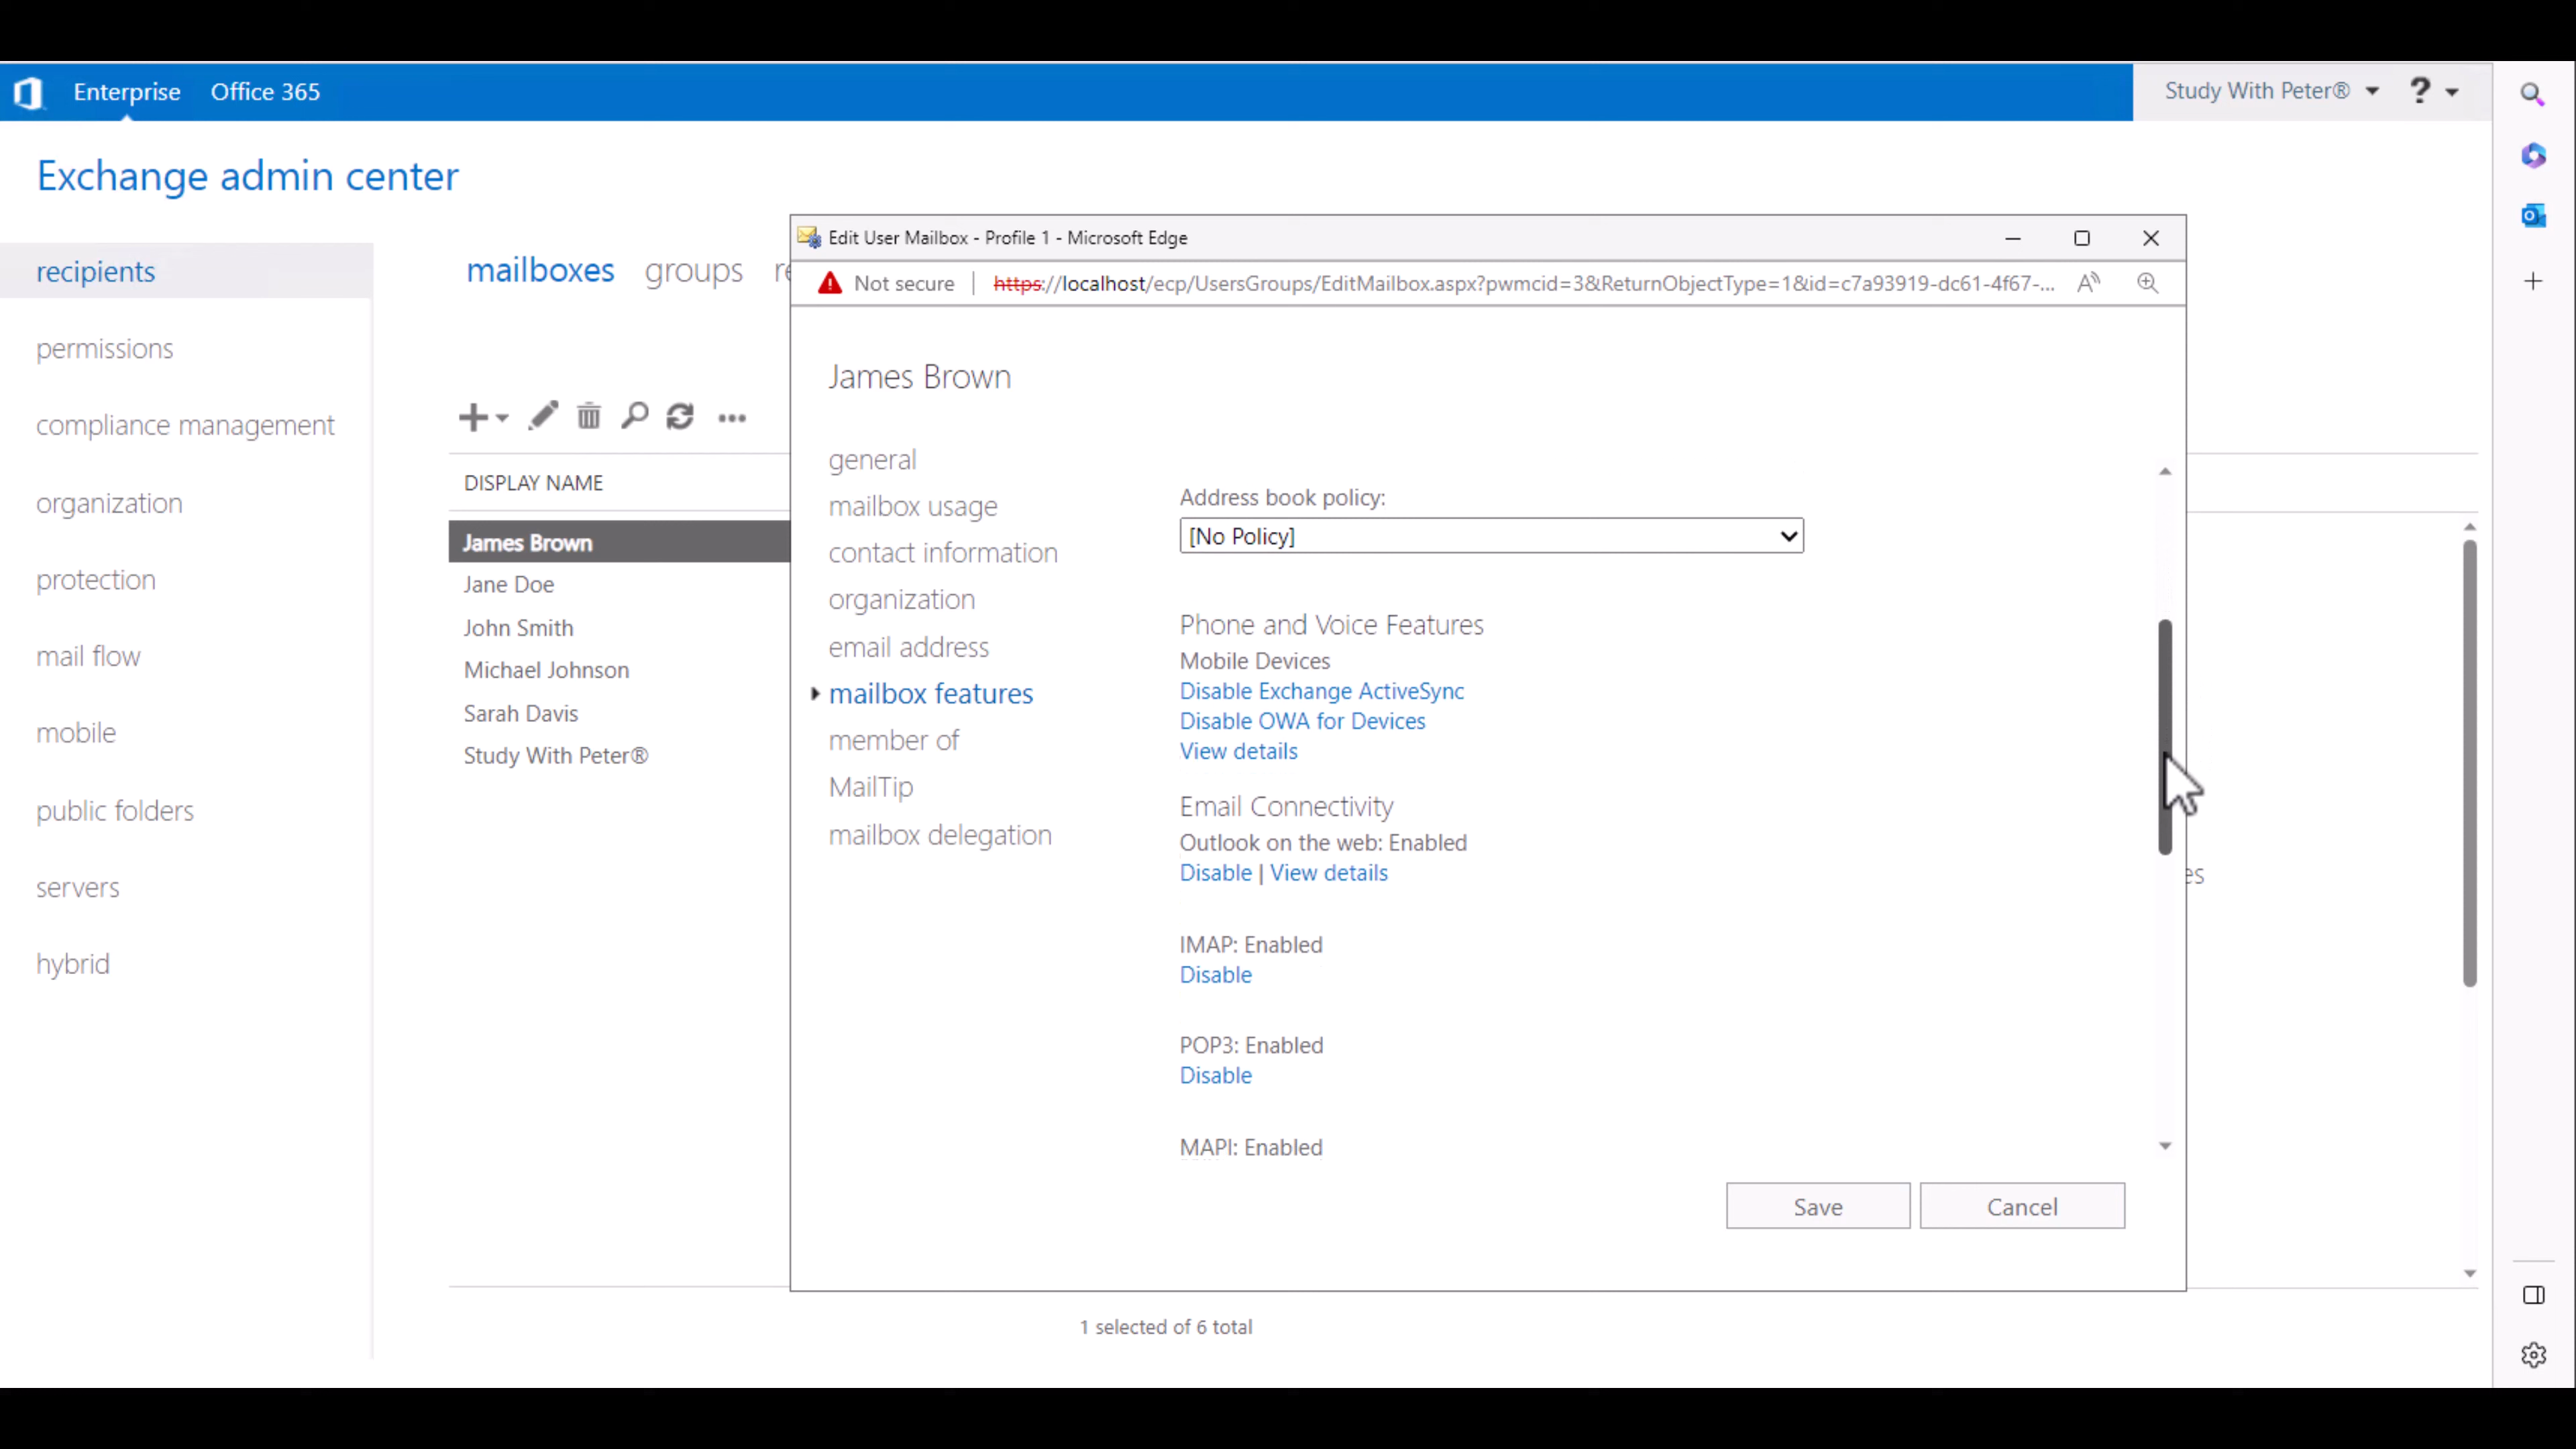 Enterprise Office 365 Study With Peter® ?
Exchange admin center
recipients
permissions
compliance management
organization
protection
mail flow
mobile
public folders
servers
hybrid
mailboxes groups
DISPLAY NAME
James Brown
Jane Doe
John Smith
Michael Johnson
Sarah Davis
Study With Peter®
1 selected of 6 total
Edit User Mailbox - Profile 1 - Microsoft Edge
Not secure https://localhost/ecp/UsersGroups/EditMailbox.aspx?pwmcid=3&ReturnObjectType=1&id=c7a93919-dc61-4f67-...
James Brown
general
mailbox usage
contact information
organization
email address
mailbox features
member of
MailTip
mailbox delegation
Address book policy:
[No Policy]
Phone and Voice Features
Mobile Devices
Disable Exchange ActiveSync
Disable OWA for Devices
View details
Email Connectivity
Outlook on the web: Enabled
Disable | View details
IMAP: Enabled
Disable
POP3: Enabled
Disable
MAPI: Enabled
Save Cancel